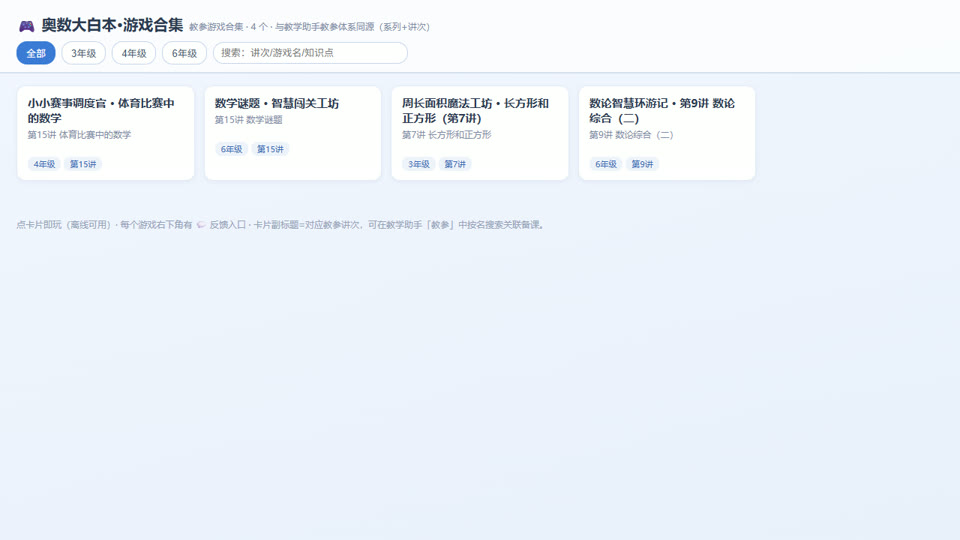 🎮 奥数大白本·游戏合集 教参游戏合集 · 4 个 · 与教学助手教参体系同源（系列+讲次）
全部 3年级 4年级 6年级 搜索：讲次/游戏名/知识点
小小赛事调度官·体育比赛中
的数学
第15讲 体育比赛中的数学
4年级 第15讲
数学谜题·智慧闯关工坊
第15讲 数学谜题
6年级 第15讲
周长面积魔法工坊·长方形和
正方形（第7讲）
第7讲 长方形和正方形
3年级 第7讲
数论智慧环游记·第9讲 数论
综合（二）
第9讲 数论综合（二）
6年级 第9讲
点卡片即玩（离线可用）· 每个游戏右下角有 💬 反馈入口 · 卡片副标题=对应教参讲次，可在教学助手「教参」中按名搜索关联备课。